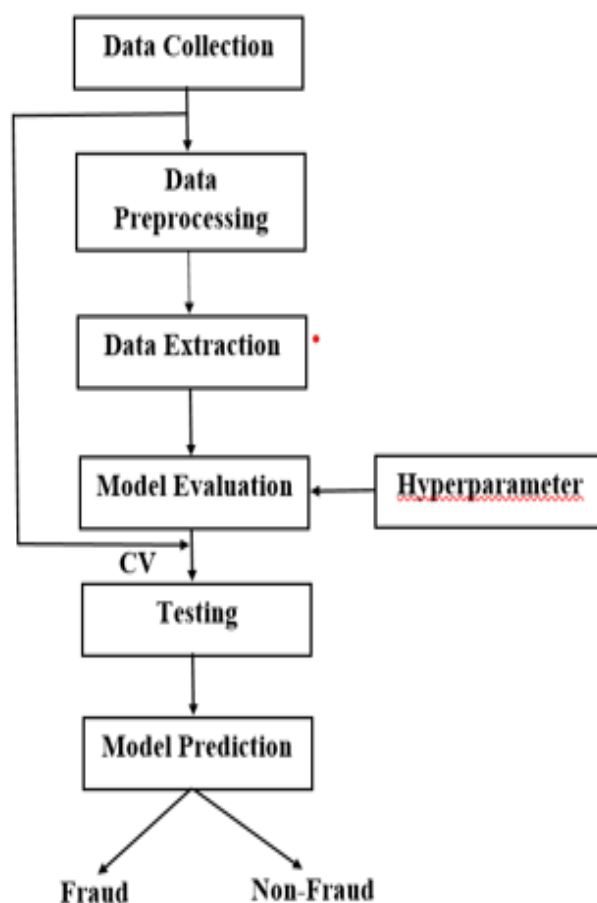 Data Collection
Data
Preprocessing
Data Extraction
Model Evaluation
Hyperparameter
CV
Testing
Model Prediction
Fraud
Non-Fraud